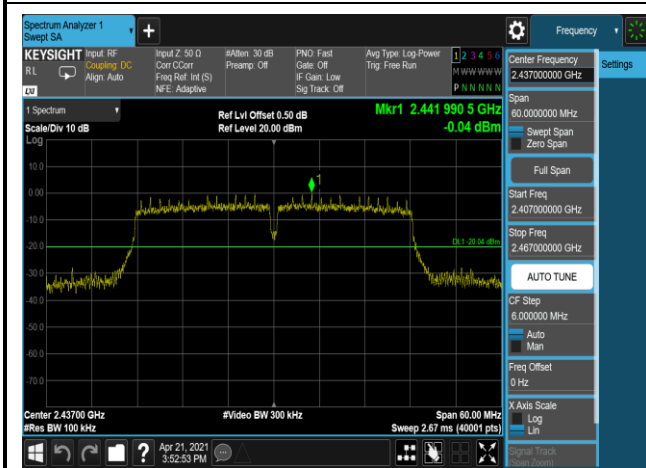 Spectrum Analyzer 1
Swept SA
+
Frequency
KEYSIGHT
RL
Input: RF
Coupling: DC
Align: Auto
Input Z: 50 Ω
Corr CCorr
Freq Ref: Int (S)
NFE: Adaptive
#Atten: 30 dB
Preamp: Off
PNO: Fast
Gate: Off
IF Gain: Low
Sig Track: Off
Avg Type: Log-Power
Trig: Free Run
1 2 3 4 5 6
M W W W W W
P N N N N N
LXI
1 Spectrum
Scale/Div 10 dB
Ref Lvl Offset 0.50 dB
Ref Level 20.00 dBm
Mkr1 2.441 990 5 GHz
-0.04 dBm
Log
10.0
0.00
-10.0
-20.0
-30.0
-40.0
-50.0
-60.0
-70.0
1
DL1 -20.04 dBm
Center 2.43700 GHz
#Res BW 100 kHz
#Video BW 300 kHz
Span 60.00 MHz
Sweep 2.67 ms (40001 pts)
Apr 21, 2021
3:52:53 PM
?
Center Frequency
2.437000000 GHz
Settings
Span
60.0000000 MHz
Swept Span
Zero Span
Full Span
Start Freq
2.407000000 GHz
Stop Freq
2.467000000 GHz
AUTO TUNE
CF Step
6.000000 MHz
Auto
Man
Freq Offset
0 Hz
X Axis Scale
Log
Lin
Signal Track
(Span Zoom)